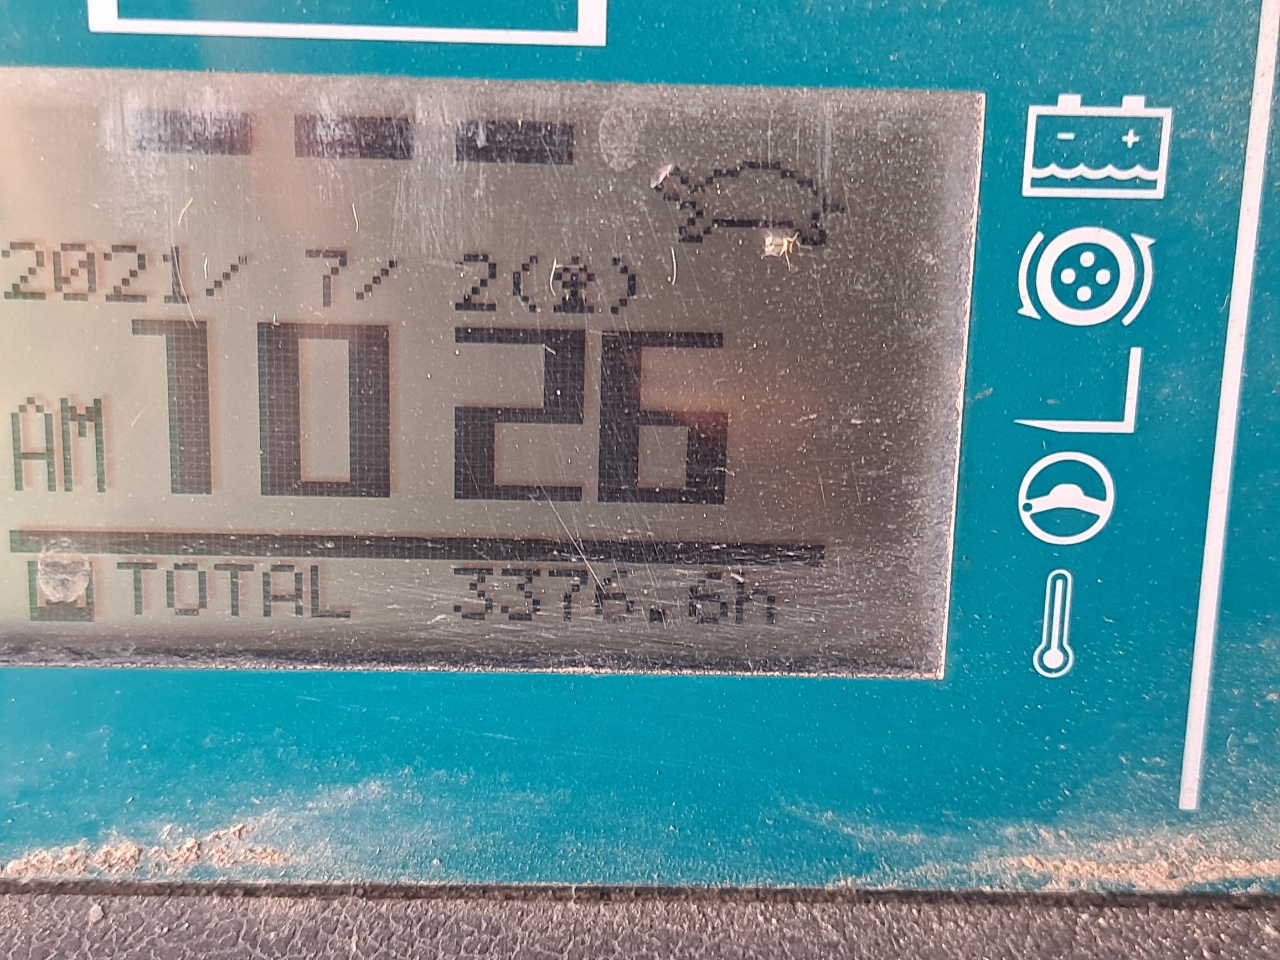 2021/ 7/ 2(金)
AM 10 26
TOTAL 3376.6h